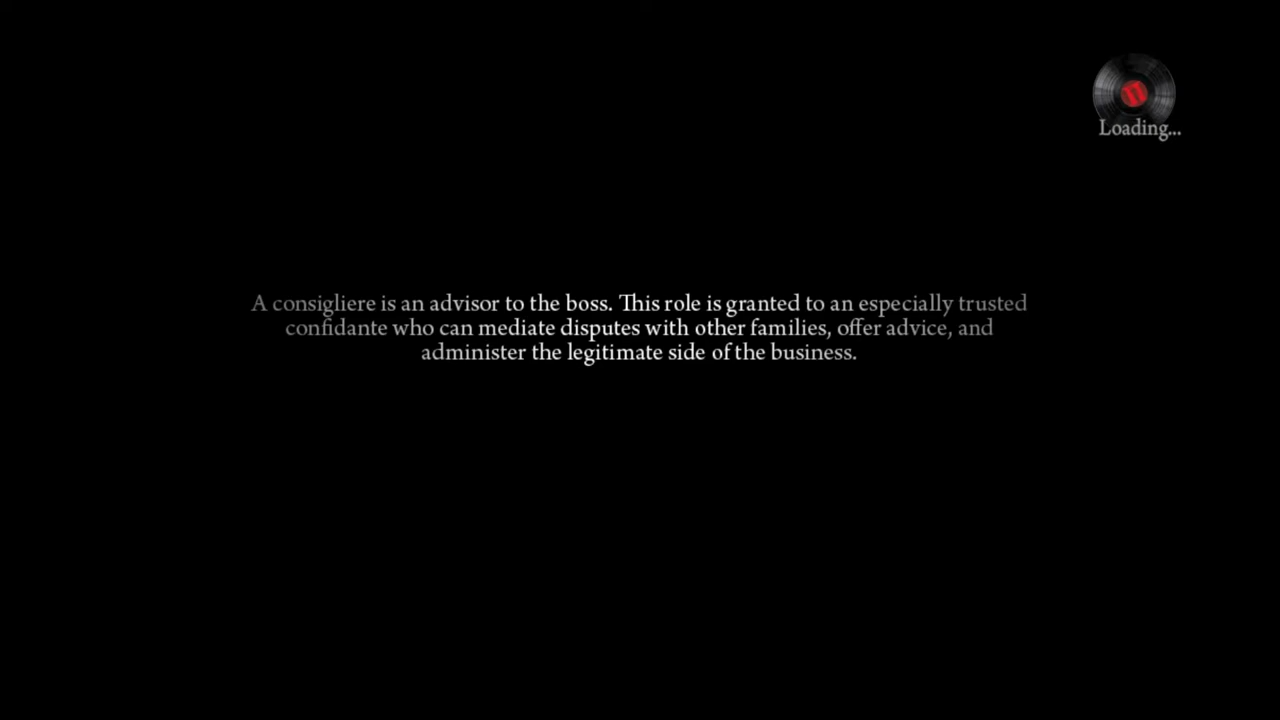 Loading...
A consigliere is an advisor to the boss. This role is granted to an especially trusted
confidante who can mediate disputes with other families, offer advice, and
administer the legitimate side of the business.